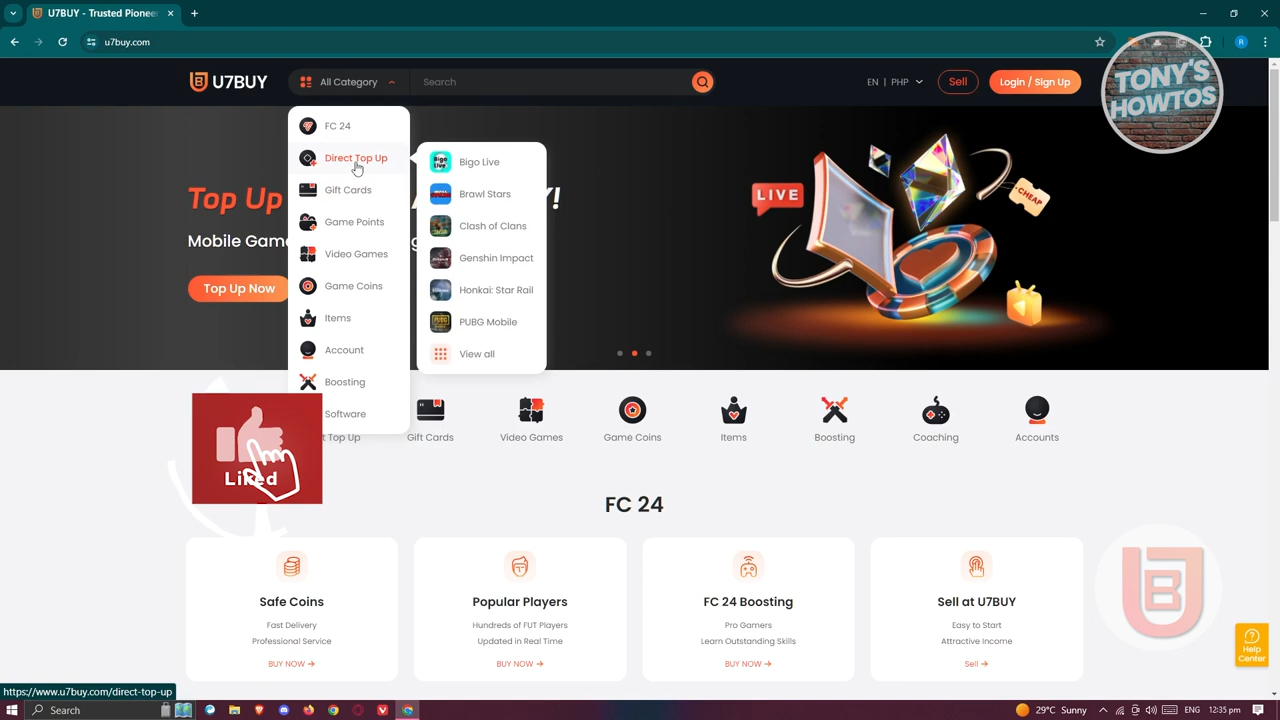 U7BUY - Trusted Pioneer
u7buy.com
TONY'S
HOWTOS
U7BUY
All Category
Search
EN | PHP
Sell
Login / Sign Up
FC 24
Direct Top Up
Gift Cards
Game Points
Video Games
Game Coins
Items
Account
Boosting
Software
Bigo Live
Bigo Live
Brawl Stars
Clash of Clans
Genshin Impact
Honkai: Star Rail
PUBG Mobile
View all
Top Up
Y!
Mobile Gam
Top Up Now
LIVE
CHEAP
Liked
t Top Up
Gift Cards
Video Games
Game Coins
Items
Boosting
Coaching
Accounts
FC 24
Safe Coins
Fast Delivery
Professional Service
BUY NOW →
Popular Players
Hundreds of FUT Players
Updated in Real Time
BUY NOW →
FC 24 Boosting
Pro Gamers
Learn Outstanding Skills
BUY NOW →
Sell at U7BUY
Easy to Start
Attractive Income
Sell →
Help
Center
https://www.u7buy.com/direct-top-up
Search
29°C Sunny
ENG
12:35 pm